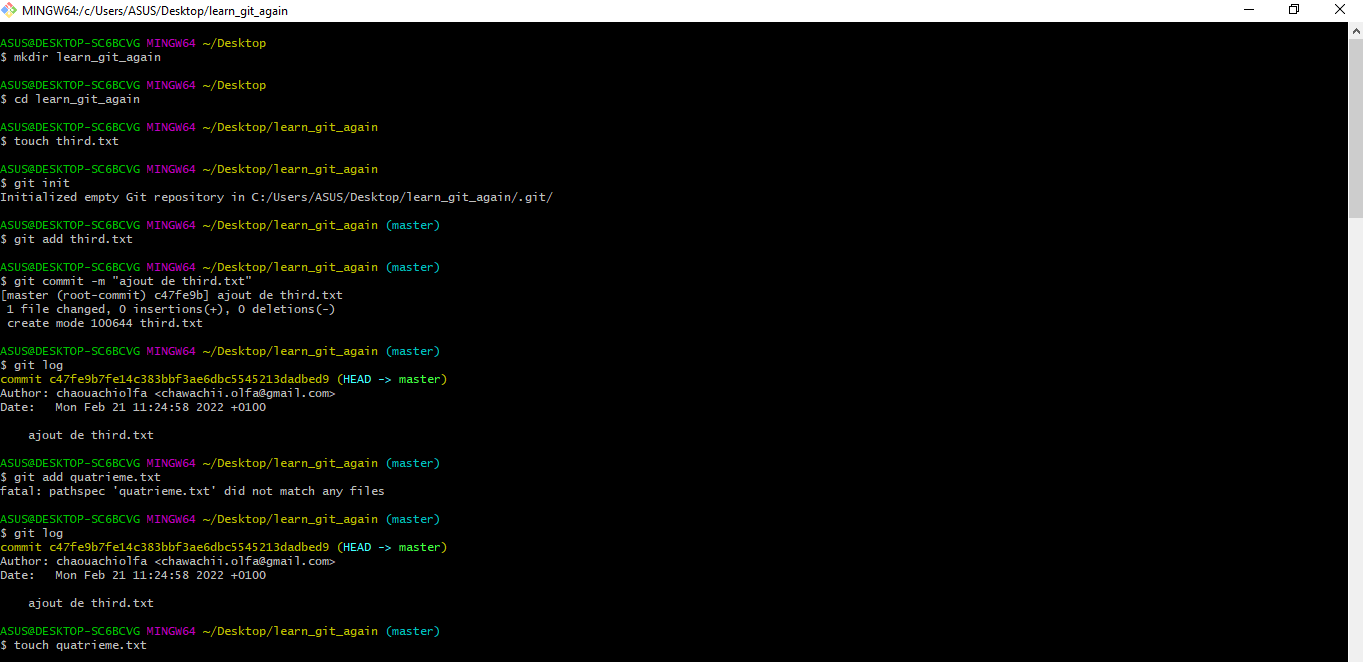 MINGW64:/c/Users/ASUS/Desktop/learn_git_again
ASUS@DESKTOP-SC6BCVG MINGW64 ~/Desktop
$ mkdir learn_git_again
ASUS@DESKTOP-SC6BCVG MINGW64 ~/Desktop
$ cd learn_git_again
ASUS@DESKTOP-SC6BCVG MINGW64 ~/Desktop/learn_git_again
$ touch third.txt
ASUS@DESKTOP-SC6BCVG MINGW64 ~/Desktop/learn_git_again
$ git init
Initialized empty Git repository in C:/Users/ASUS/Desktop/learn_git_again/.git/
ASUS@DESKTOP-SC6BCVG MINGW64 ~/Desktop/learn_git_again (master)
$ git add third.txt
ASUS@DESKTOP-SC6BCVG MINGW64 ~/Desktop/learn_git_again (master)
$ git commit -m "ajout de third.txt"
[master (root-commit) c47fe9b] ajout de third.txt
 1 file changed, 0 insertions(+), 0 deletions(-)
 create mode 100644 third.txt
ASUS@DESKTOP-SC6BCVG MINGW64 ~/Desktop/learn_git_again (master)
$ git log
commit c47fe9b7fe14c383bbf3ae6dbc5545213dadbed9 (HEAD -> master)
Author: chaouachiolfa <chawachii.olfa@gmail.com>
Date:   Mon Feb 21 11:24:58 2022 +0100
    ajout de third.txt
ASUS@DESKTOP-SC6BCVG MINGW64 ~/Desktop/learn_git_again (master)
$ git add quatrieme.txt
fatal: pathspec 'quatrieme.txt' did not match any files
ASUS@DESKTOP-SC6BCVG MINGW64 ~/Desktop/learn_git_again (master)
$ git log
commit c47fe9b7fe14c383bbf3ae6dbc5545213dadbed9 (HEAD -> master)
Author: chaouachiolfa <chawachii.olfa@gmail.com>
Date:   Mon Feb 21 11:24:58 2022 +0100
    ajout de third.txt
ASUS@DESKTOP-SC6BCVG MINGW64 ~/Desktop/learn_git_again (master)
$ touch quatrieme.txt